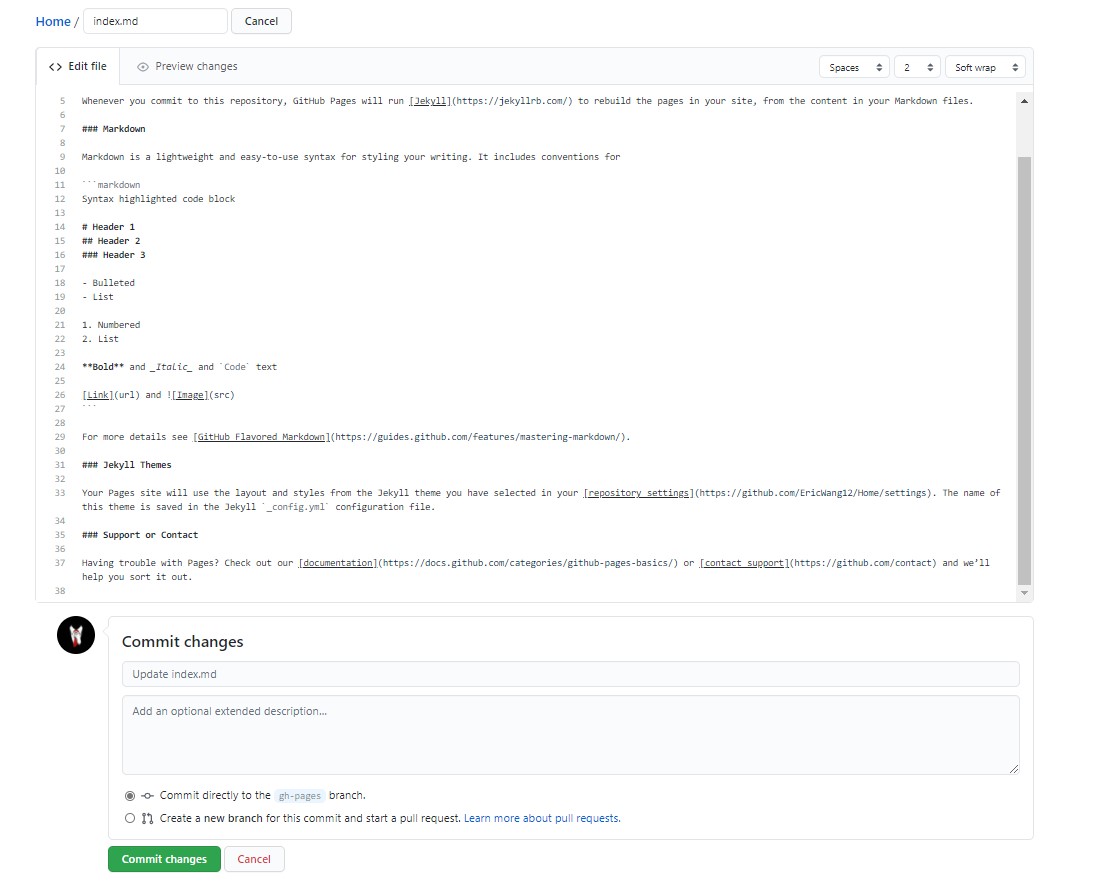 Home / index.md Cancel
Edit file Preview changes Spaces 2 Soft wrap
5 Whenever you commit to this repository, GitHub Pages will run [Jekyll](https://jekyllrb.com/) to rebuild the pages in your site, from the content in your Markdown files.
6
7 ### Markdown
8
9 Markdown is a lightweight and easy-to-use syntax for styling your writing. It includes conventions for
10
11 ```markdown
12 Syntax highlighted code block
13
14 # Header 1
15 ## Header 2
16 ### Header 3
17
18 - Bulleted
19 - List
20
21 1. Numbered
22 2. List
23
24 **Bold** and _Italic_ and `Code` text
25
26 [Link](url) and ![Image](src)
27 ```
28
29 For more details see [GitHub Flavored Markdown](https://guides.github.com/features/mastering-markdown/).
30
31 ### Jekyll Themes
32
33 Your Pages site will use the layout and styles from the Jekyll theme you have selected in your [repository settings](https://github.com/EricWang12/Home/settings). The name of
this theme is saved in the Jekyll `_config.yml` configuration file.
34
35 ### Support or Contact
36
37 Having trouble with Pages? Check out our [documentation](https://docs.github.com/categories/github-pages-basics/) or [contact support](https://github.com/contact) and we’ll
help you sort it out.
38
Commit changes
Update index.md
Add an optional extended description...
Commit directly to the gh-pages branch.
Create a new branch for this commit and start a pull request. Learn more about pull requests.
Commit changes Cancel